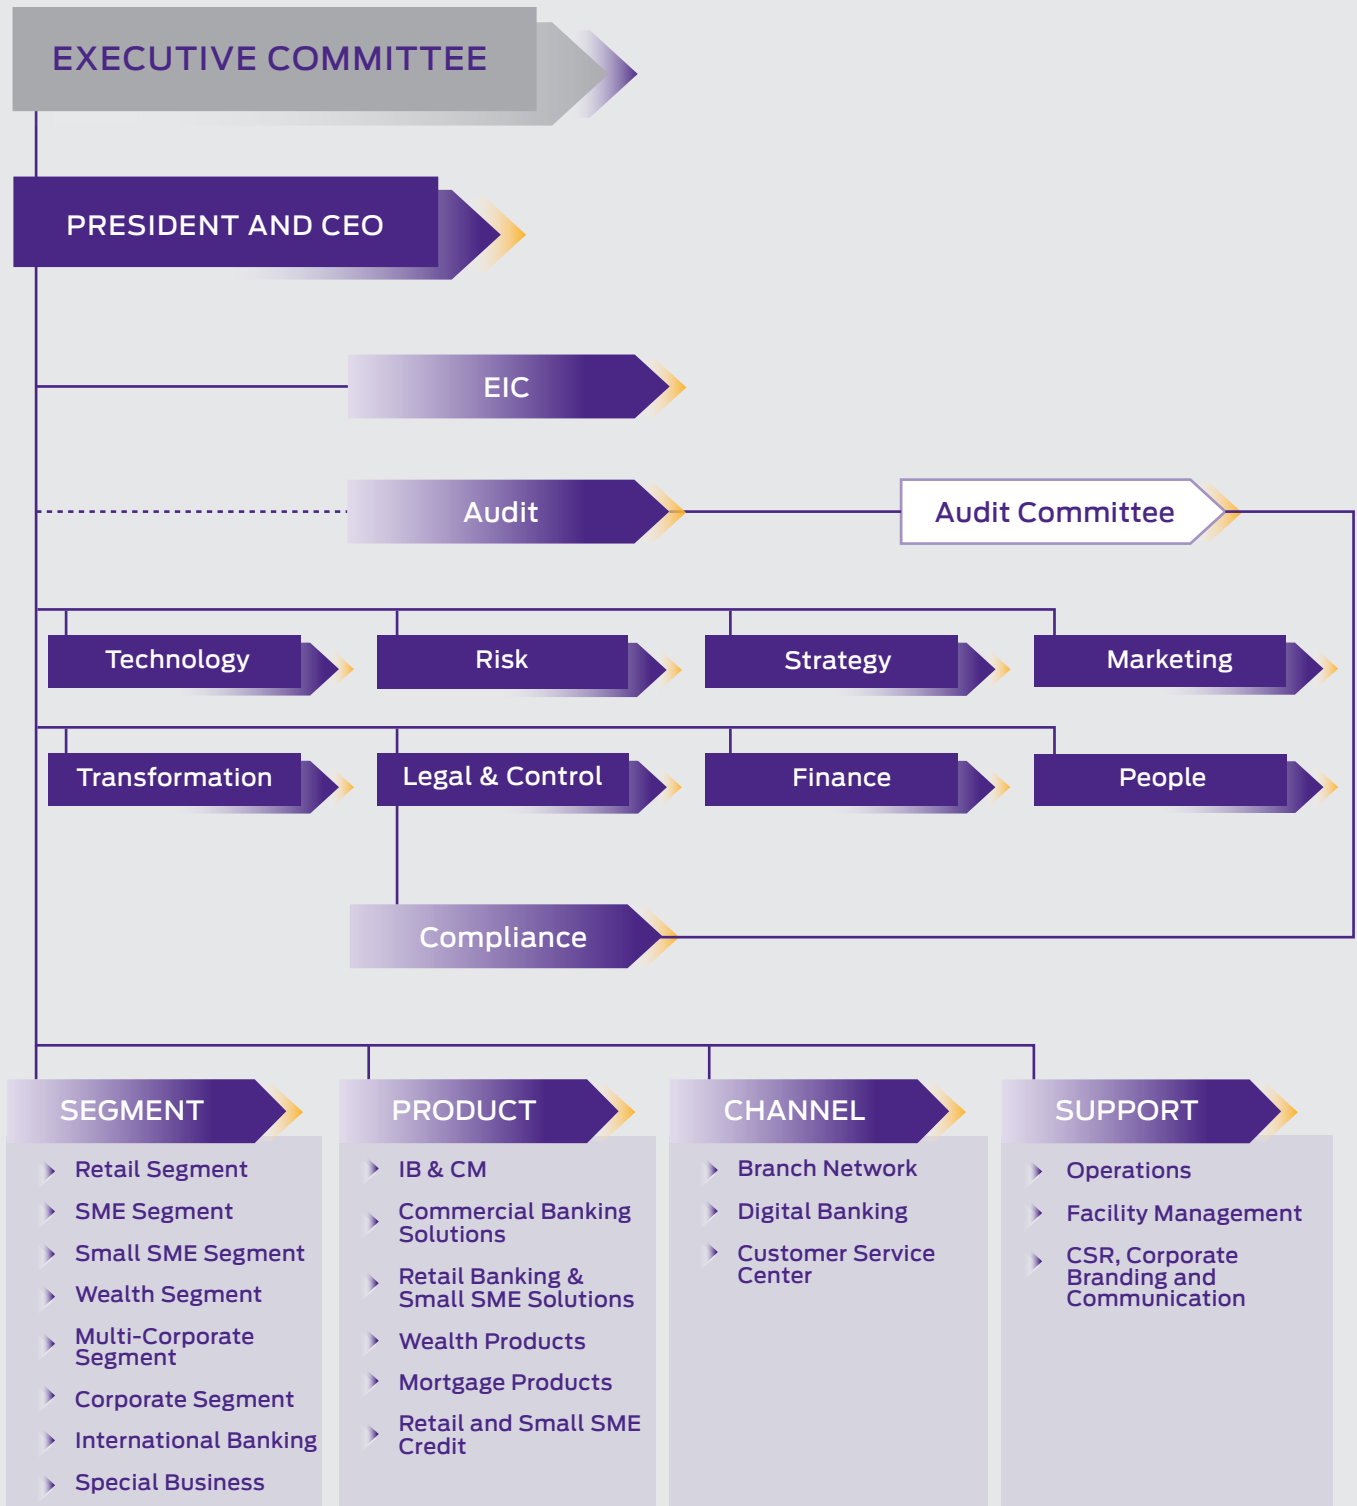 EXECUTIVE COMMITTEE
PRESIDENT AND CEO
EIC
Audit
Audit Committee
Technology
Risk
Strategy
Marketing
Transformation
Legal & Control
Finance
People
Compliance
SEGMENT
Retail Segment
SME Segment
Small SME Segment
Wealth Segment
Multi-Corporate
Segment
Corporate Segment
International Banking
Special Business
PRODUCT
IB & CM
Commercial Banking
Solutions
Retail Banking &
Small SME Solutions
Wealth Products
Mortgage Products
Retail and Small SME
Credit
CHANNEL
Branch Network
Digital Banking
Customer Service
Center
SUPPORT
Operations
Facility Management
CSR, Corporate
Branding and
Communication